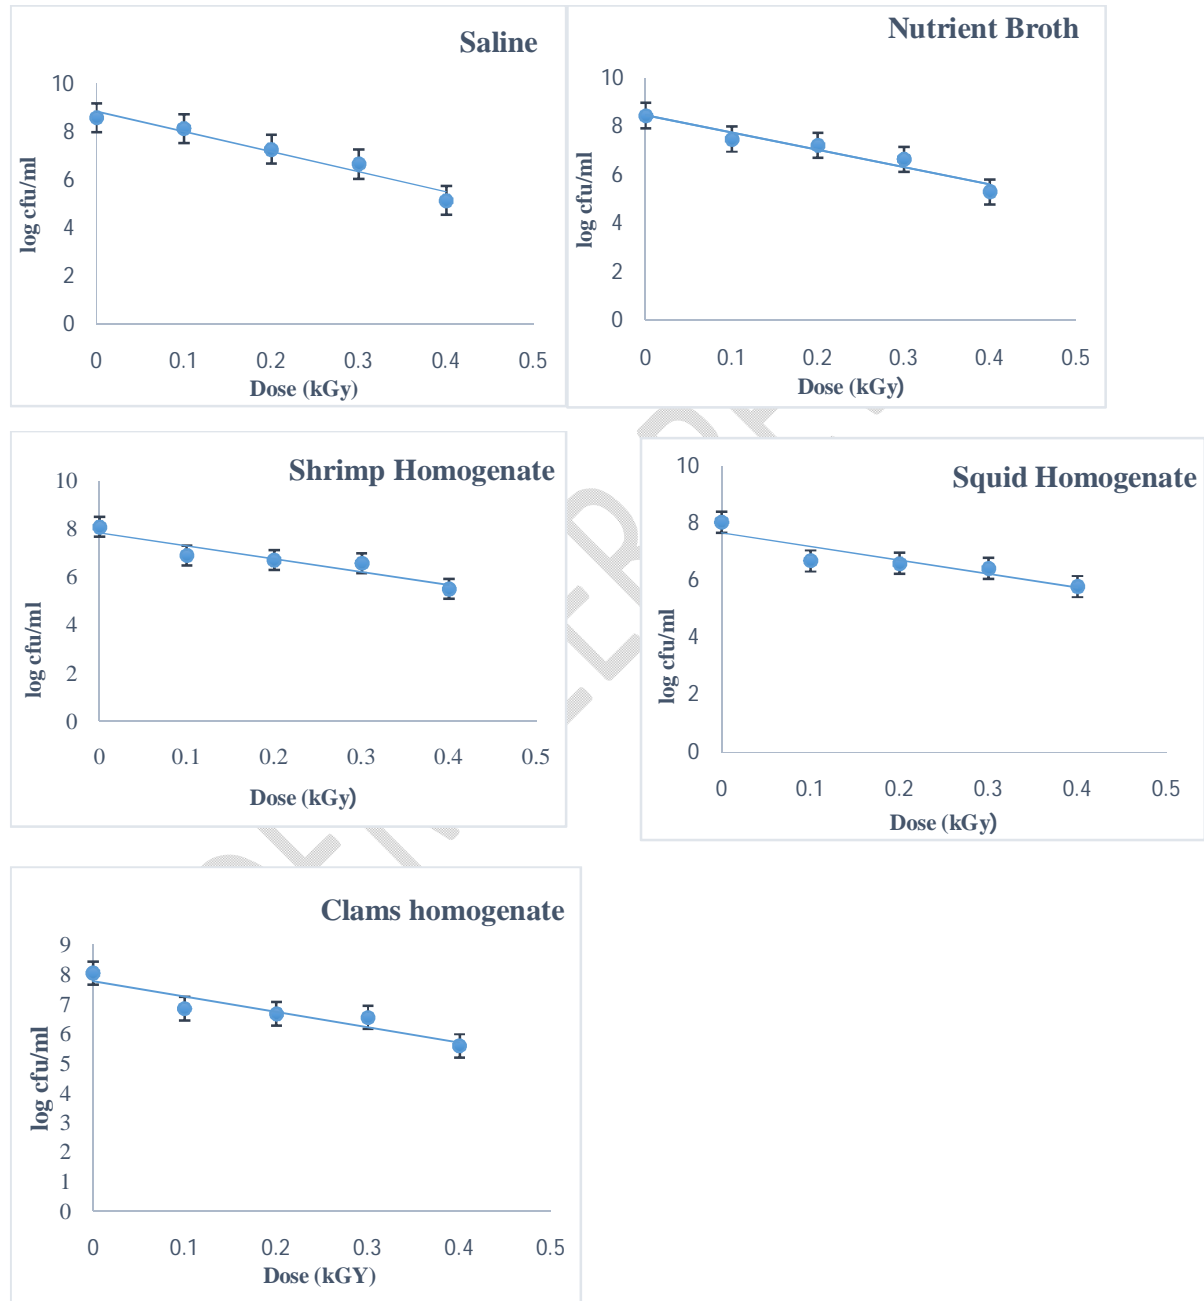 Saline
10
8
6
4
2
0
log cfu/ml
0 0.1 0.2 0.3 0.4 0.5
Dose (kGy)
Nutrient Broth
10
8
6
4
2
0
log cfu/ml
0 0.1 0.2 0.3 0.4 0.5
Dose (kGy)
Shrimp Homogenate
10
8
6
4
2
0
log cfu/ml
0 0.1 0.2 0.3 0.4 0.5
Dose (kGy)
Squid Homogenate
10
8
6
4
2
0
log cfu/ml
0 0.1 0.2 0.3 0.4 0.5
Dose (kGy)
Clams homogenate
9
8
7
6
5
4
3
2
1
0
log cfu/ml
0 0.1 0.2 0.3 0.4 0.5
Dose (kGY)